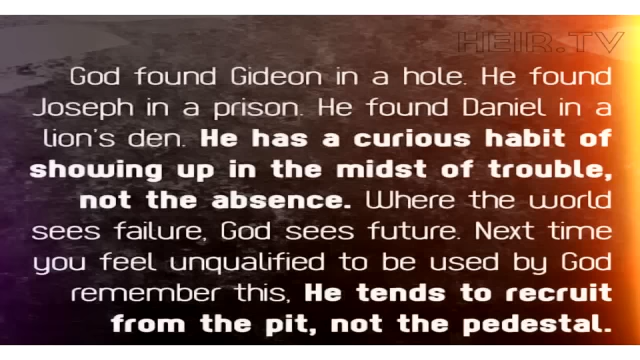 HEIR.TV
God found Gideon in a hole. He found
Joseph in a prison. He found Daniel in a
lion's den. He has a curious habit of
showing up in the midst of trouble,
not the absence. Where the world
sees failure, God sees future. Next time
you feel unqualified to be used by God
remember this, He tends to recruit
from the pit, not the pedestal.